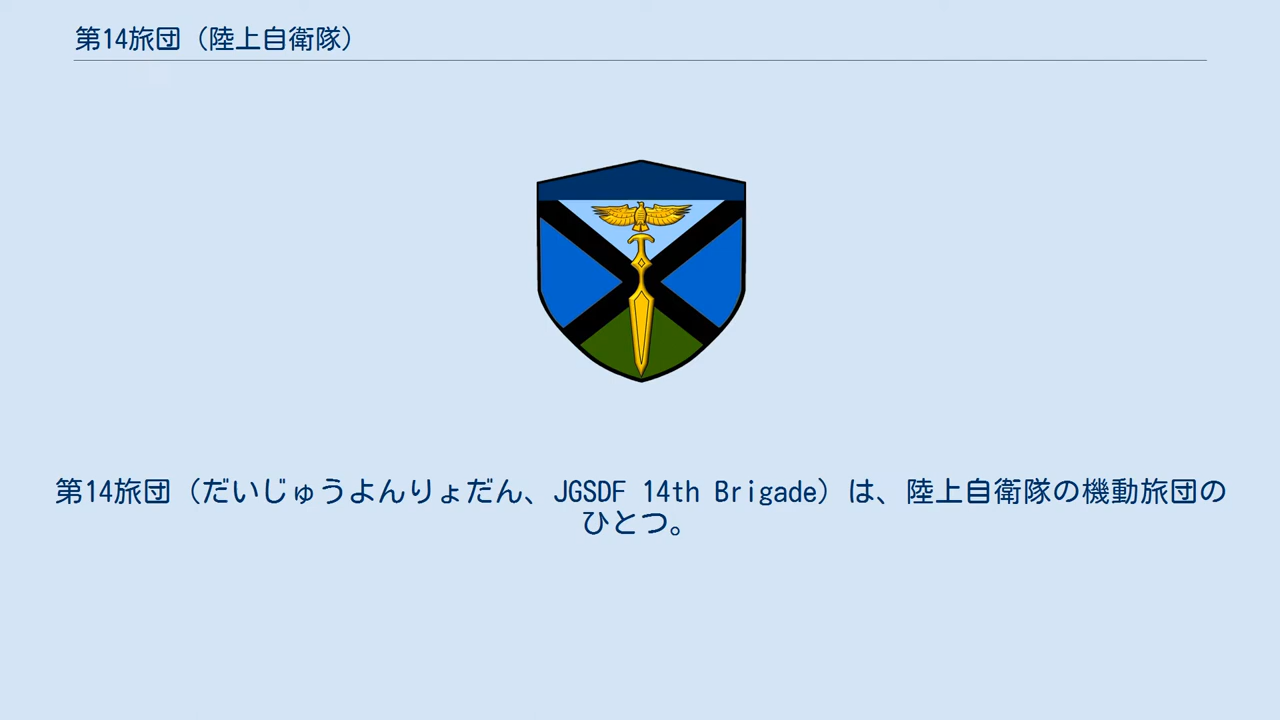 第14旅団（陸上自衛隊）
第14旅団（だいじゅうよんりょだん、JGSDF 14th Brigade）は、陸上自衛隊の機動旅団の
ひとつ。